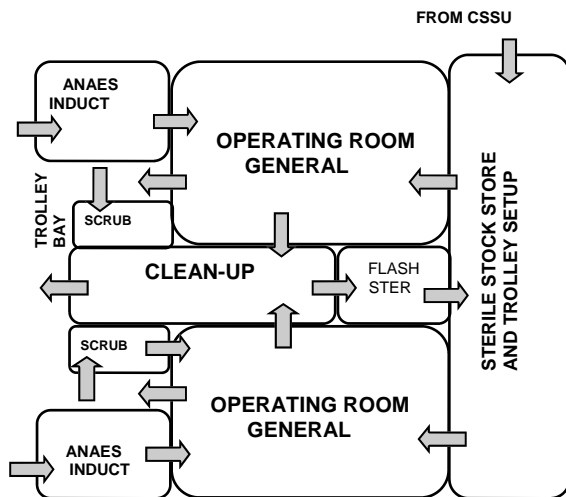 FROM CSSU
ANAES
INDUCT
OPERATING ROOM
GENERAL
TROLLEY
BAY
SCRUB
CLEAN-UP
FLASH
STER
STERILE STOCK STORE
AND TROLLEY SETUP
SCRUB
OPERATING ROOM
GENERAL
ANAES
INDUCT